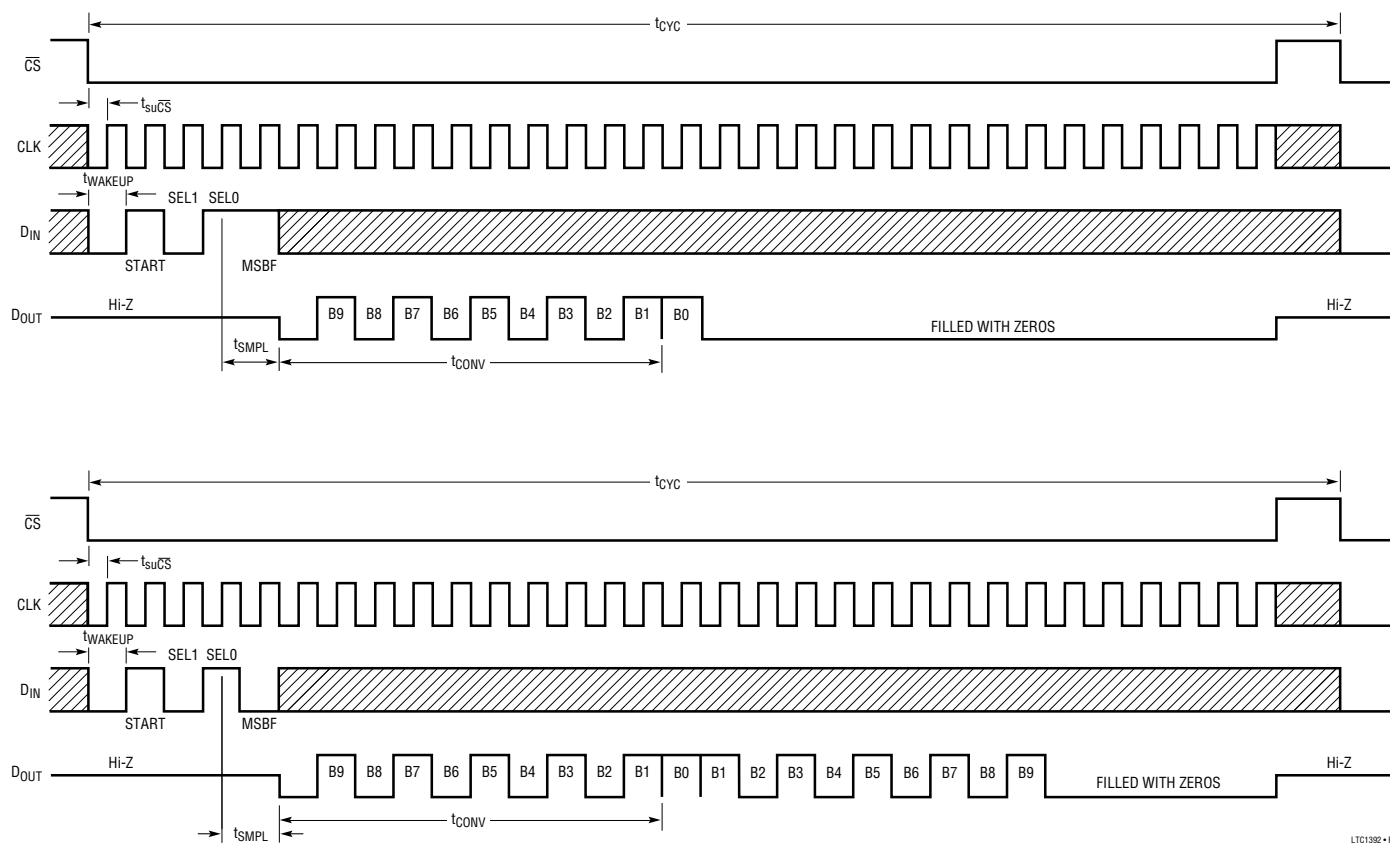 tCYC
CS
tsuCS
CLK
tWAKEUP
SEL1 SEL0
DIN
START MSBF
Hi-Z Hi-Z
DOUT B9 B8 B7 B6 B5 B4 B3 B2 B1 B0
FILLED WITH ZEROS
tSMPL
tCONV
tCYC
CS
tsuCS
CLK
tWAKEUP
SEL1 SEL0
DIN
START MSBF
Hi-Z Hi-Z
DOUT B9 B8 B7 B6 B5 B4 B3 B2 B1 B0 B1 B2 B3 B4 B5 B6 B7 B8 B9
FILLED WITH ZEROS
tCONV
tSMPL
LTC1392 •